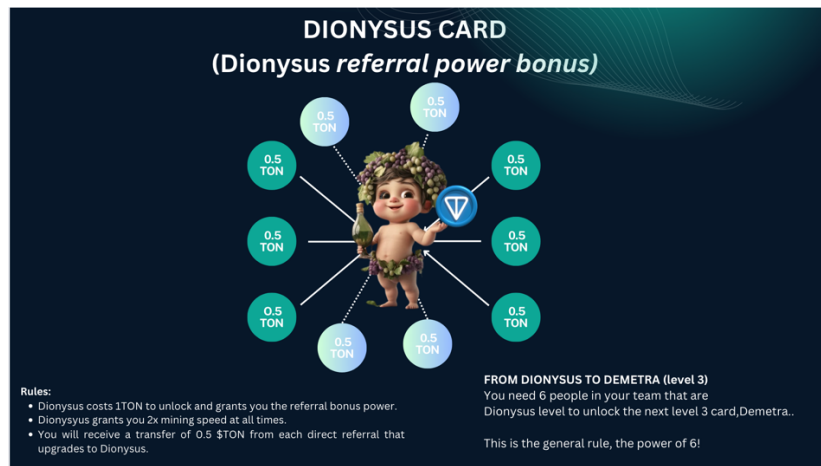 DIONYSUS CARD
(Dionysus referral power bonus)
0.5
TON
0.5
TON
0.5
TON
0.5
TON
0.5
TON
0.5
TON
O.5
TON
0.5
TON
0.5
TON
0.5
TON
Rules:
• Dionysus costs 1TON to unlock and grants you the referral bonus power.
• Dionysyus grants you 2x mining speed at all times.
• You will receive a transfer of 0.5 $TON from each direct referral that
upgrades to Dionysus.
FROM DIONYSUS TO DEMETRA (level 3)
You need 6 people in your team that are
Dionysus level to unlock the next level 3 card,Demetra..
This is the general rule, the power of 6!